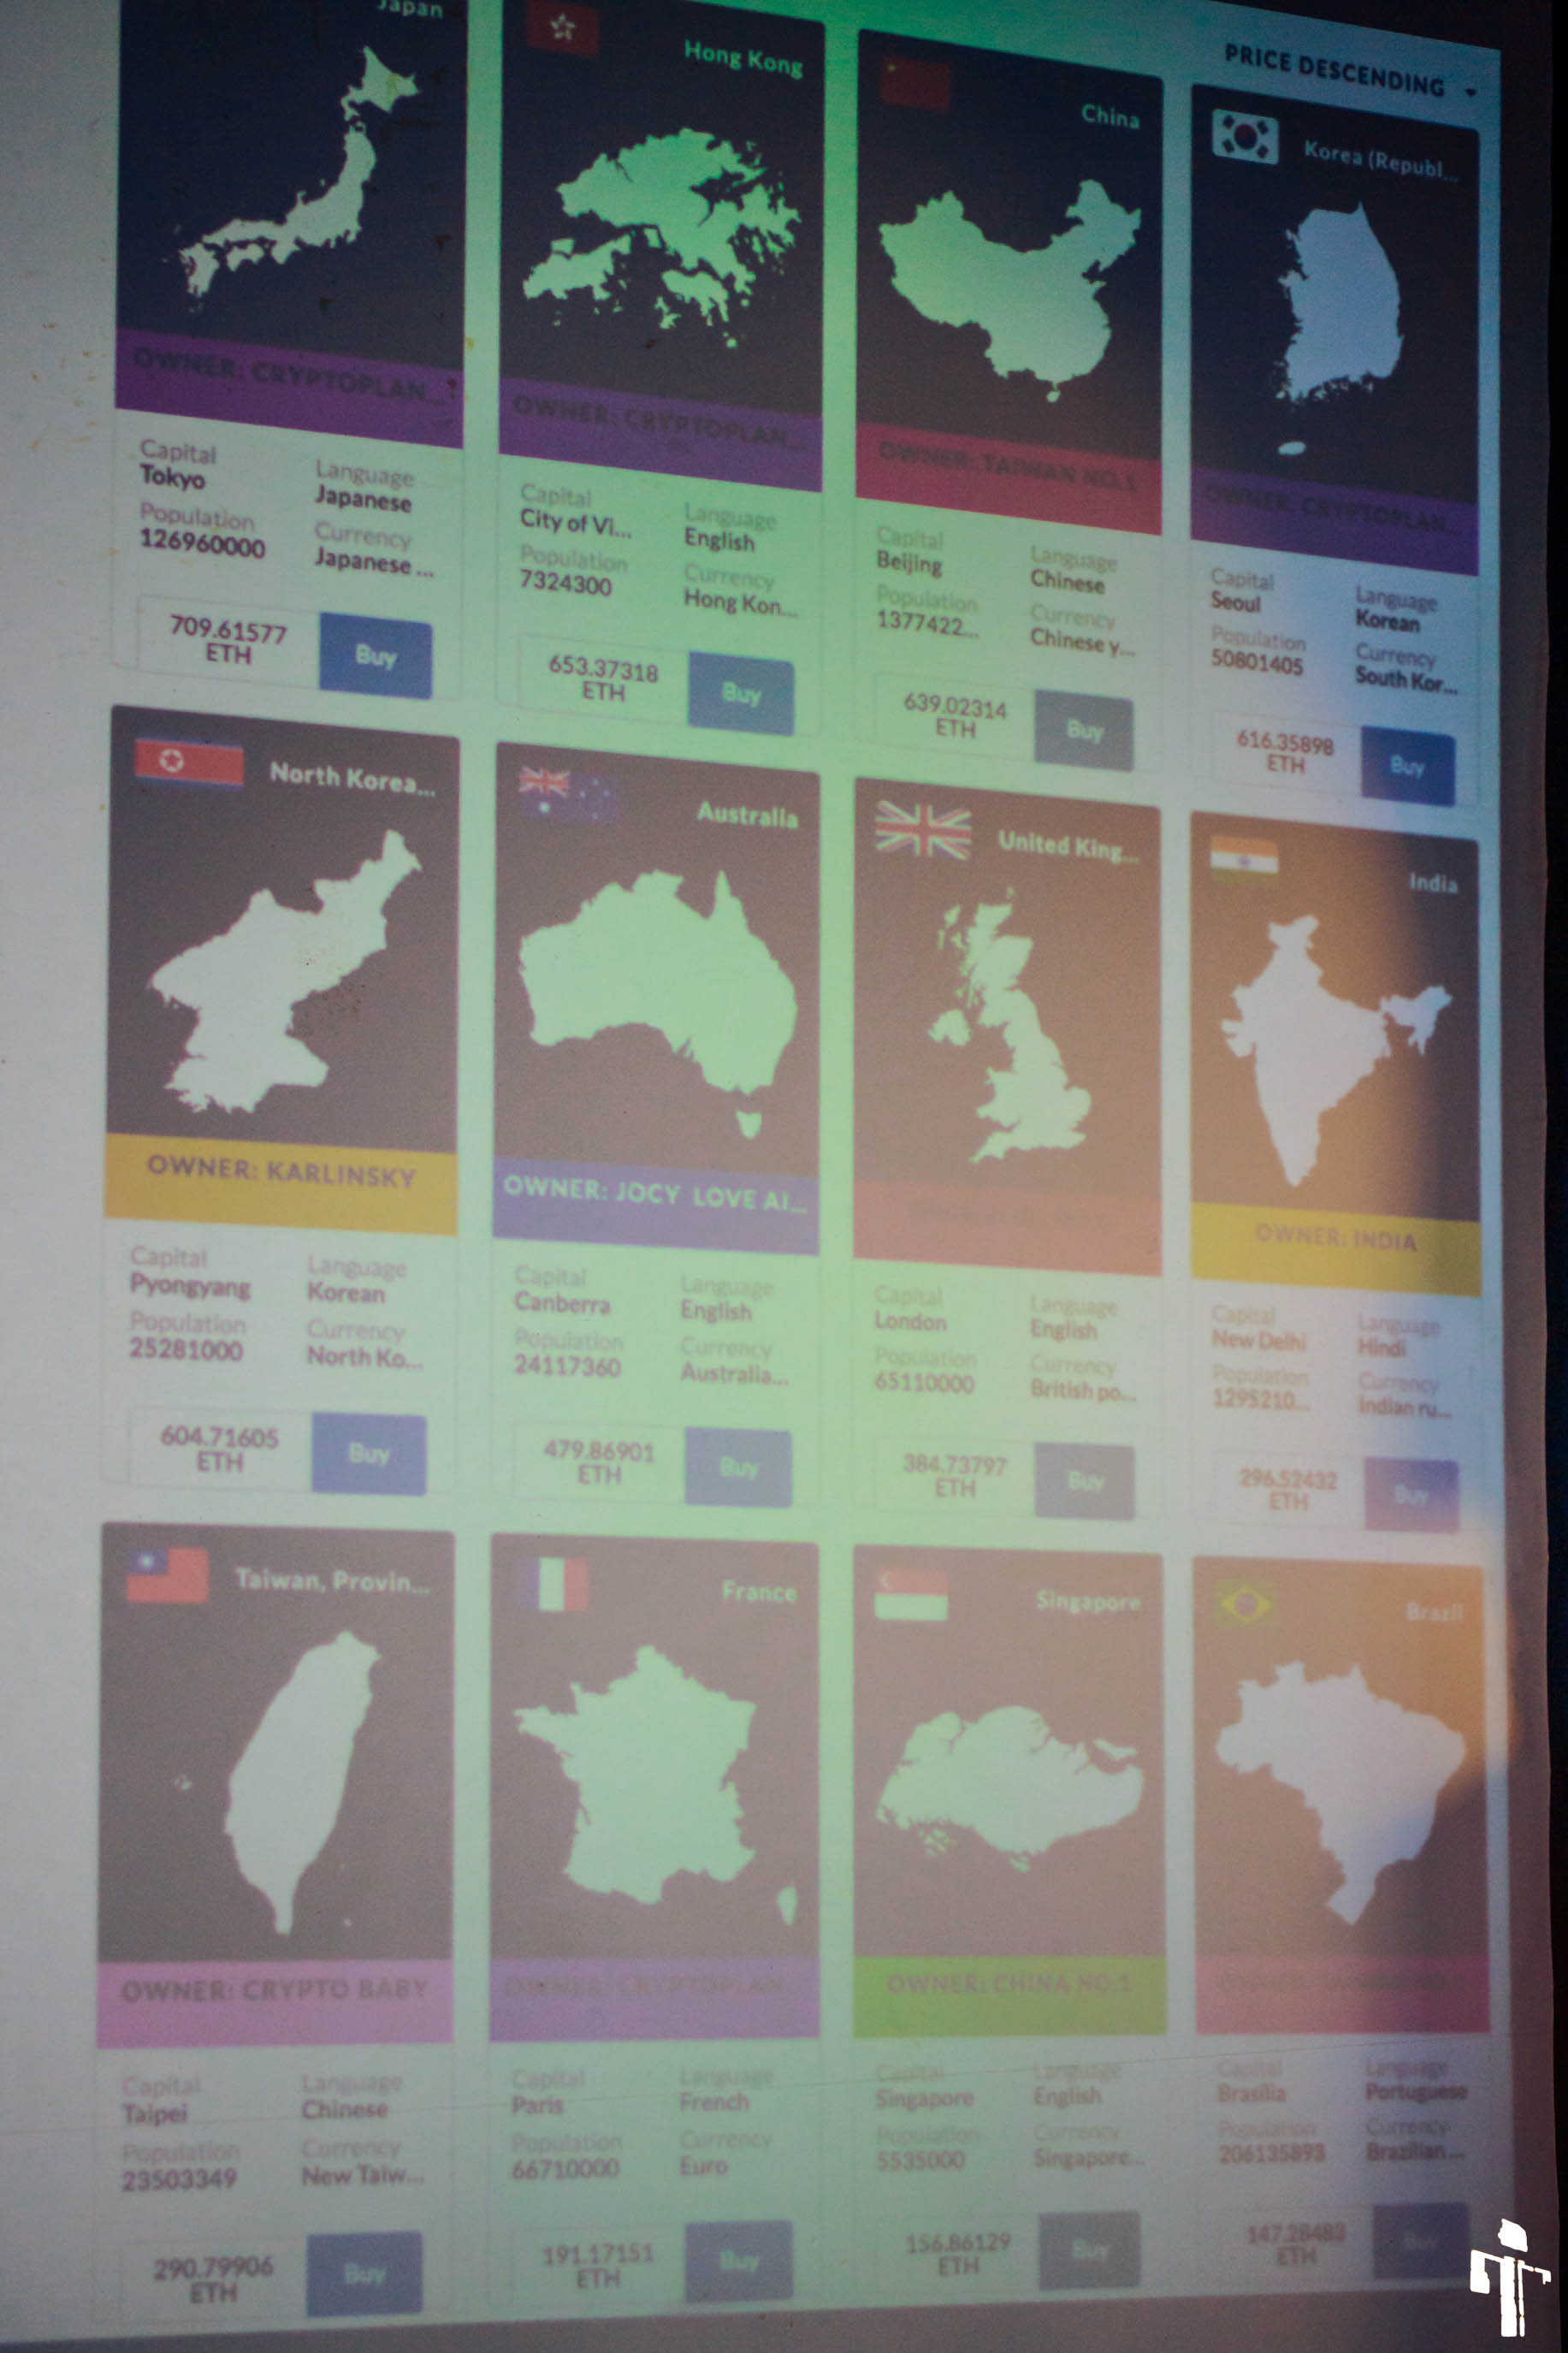 PRICE DESCENDING
Japan
OWNER: CRYPTOPLAN...
Capital
Tokyo
Language
Japanese
Population
126960000
Currency
Japanese ...
709.61577
ETH
Buy
Hong Kong
OWNER: CRYPTOPLAN...
Capital
City of Vi...
Language
English
Population
7324300
Currency
Hong Kon...
653.37318
ETH
Buy
China
OWNER: TAIWAN NO.1
Capital
Beijing
Language
Chinese
Population
1377422...
Currency
Chinese y...
639.02314
ETH
Buy
Korea (Republ...
OWNER: CRYPTOPLAN...
Capital
Seoul
Language
Korean
Population
50801405
Currency
South Kor...
616.35898
ETH
Buy
North Korea...
OWNER: KARLINSKY
Capital
Pyongyang
Language
Korean
Population
25281000
Currency
North Ko...
604.71605
ETH
Buy
Australia
OWNER: JOCY LOVE AI...
Capital
Canberra
Language
English
Population
24117360
Currency
Australia...
479.86901
ETH
Buy
United King...
Capital
London
Language
English
Population
65110000
Currency
British po...
384.73797
ETH
Buy
India
OWNER: INDIA
Capital
New Delhi
Language
Hindi
Population
1295210...
Currency
Indian ru...
296.52432
ETH
Buy
Taiwan, Provin...
OWNER: CRYPTO BABY
Capital
Taipei
Language
Chinese
Population
23503349
Currency
New Taiw...
290.79906
ETH
Buy
France
OWNER: CRYPTOPLAN...
Capital
Paris
Language
French
Population
66710000
Currency
Euro
191.17151
ETH
Buy
Singapore
OWNER: CHINA NO.1
Capital
Singapore
Language
English
Population
5535000
Currency
Singapore...
156.86129
ETH
Buy
Brazil
Capital
Brasilia
Language
Portuguese
Population
206135893
Currency
Brazilian ...
147.28483
ETH
Buy